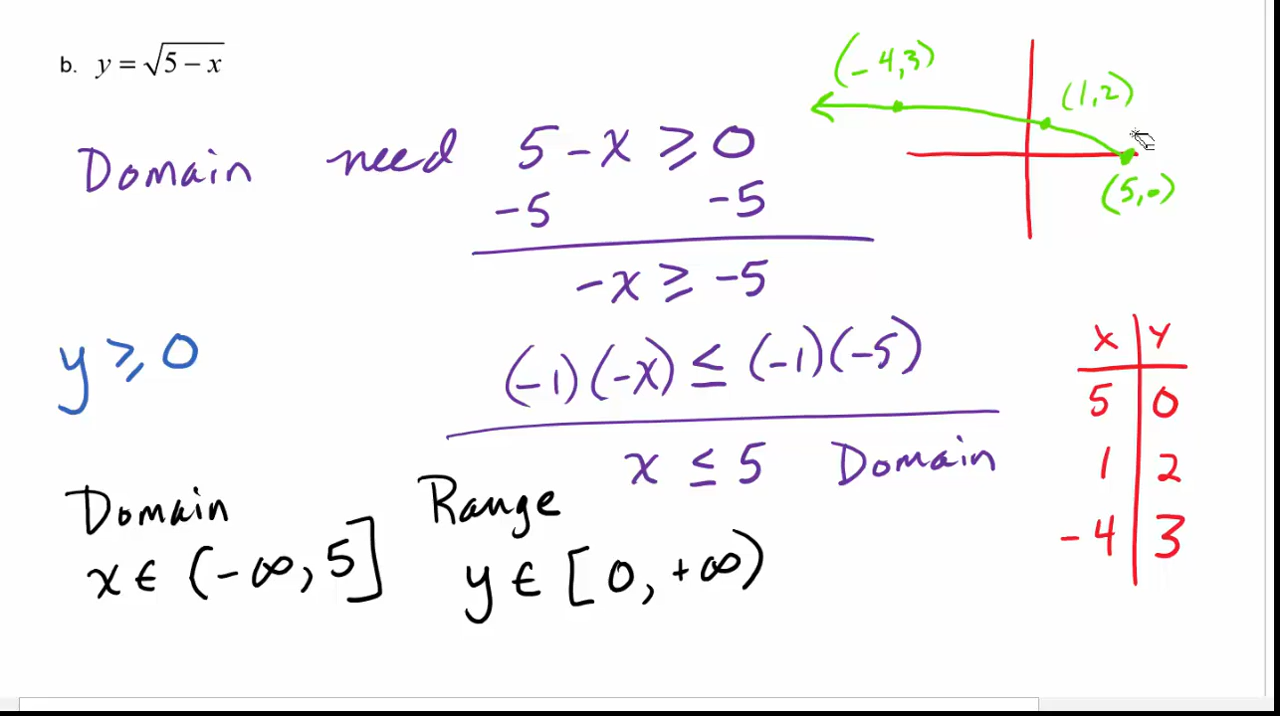 b. y = √(5 − x)
Domain need 5 - x ≥ 0
-5 -5
-x ≥ -5
(-1)(-x) ≤ (-1)(-5)
x ≤ 5 Domain
y ≥ 0
Domain
x ∈ (-∞, 5]
Range
y ∈ [0, +∞)
(-4,3)
(1,2)
(5,0)
x y
5 0
1 2
-4 3